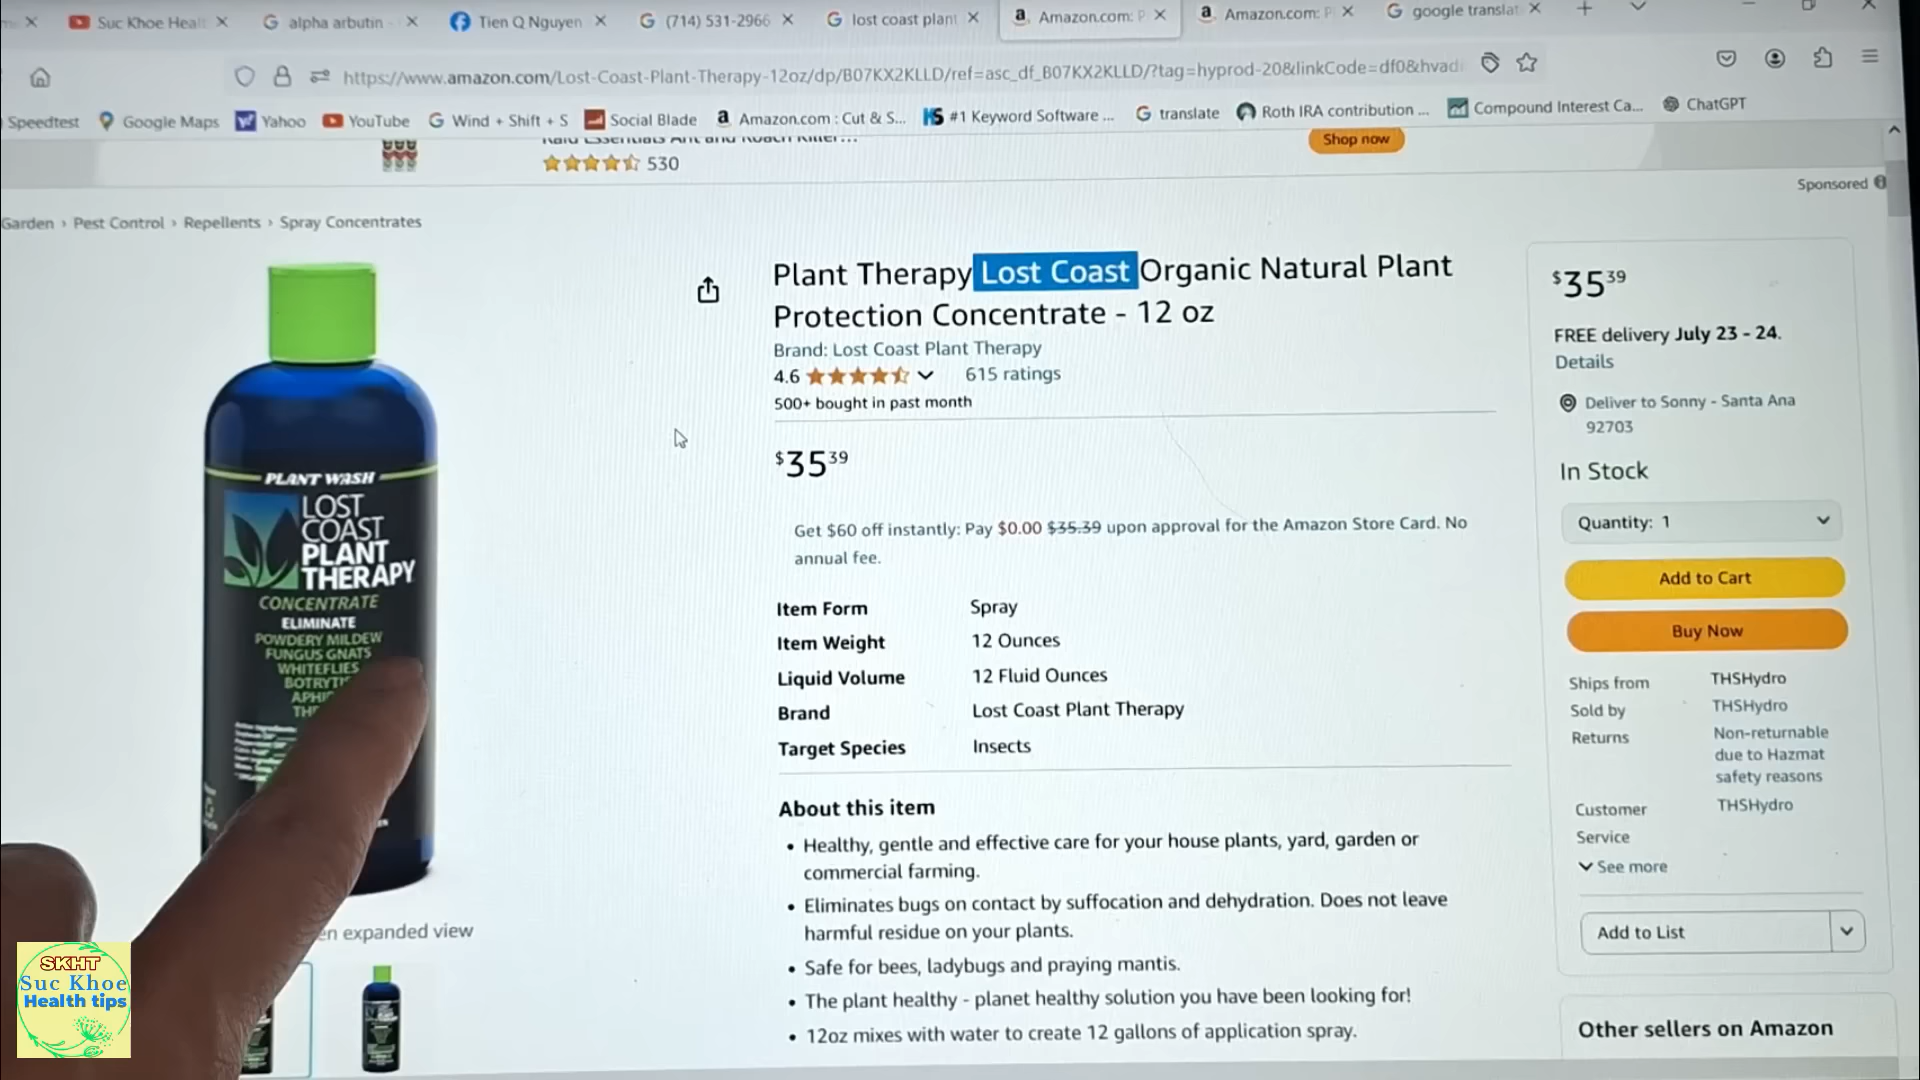 Suc Khoe Healt
alpha arbutin
Tien Q Nguyen
(714) 531-2966
lost coast plant
Amazon.com: P
Amazon.com: P
google translat
https://www.amazon.com/Lost-Coast-Plant-Therapy-12oz/dp/B07KX2KLLD/ref=asc_df_B07KX2KLLD/?tag=hyprod-20&linkCode=df0&hvad
Speedtest
Google Maps
Yahoo
YouTube
Wind + Shift + S
Social Blade
Amazon.com : Cut & S...
#1 Keyword Software ...
translate
Roth IRA contribution ...
Compound Interest Ca...
ChatGPT
Raid Essentials Ant and Roach Killer...
530
Shop now
Sponsored
Garden › Pest Control › Repellents › Spray Concentrates
Plant Therapy Lost Coast Organic Natural Plant
Protection Concentrate - 12 oz
Brand: Lost Coast Plant Therapy
4.6
615 ratings
500+ bought in past month
$35 39
Get $60 off instantly: Pay $0.00 $35.39 upon approval for the Amazon Store Card. No
annual fee.
Item Form Spray
Item Weight 12 Ounces
Liquid Volume 12 Fluid Ounces
Brand Lost Coast Plant Therapy
Target Species Insects
About this item
• Healthy, gentle and effective care for your house plants, yard, garden or
commercial farming.
• Eliminates bugs on contact by suffocation and dehydration. Does not leave
harmful residue on your plants.
• Safe for bees, ladybugs and praying mantis.
• The plant healthy - planet healthy solution you have been looking for!
• 12oz mixes with water to create 12 gallons of application spray.
$35 39
FREE delivery July 23 - 24.
Details
Deliver to Sonny - Santa Ana
92703
In Stock
Quantity: 1
Add to Cart
Buy Now
Ships from THSHydro
Sold by THSHydro
Returns Non-returnable
due to Hazmat
safety reasons
Customer THSHydro
Service
See more
Add to List
Other sellers on Amazon
PLANT WASH
LOST
COAST
PLANT
THERAPY
CONCENTRATE
ELIMINATE
POWDERY MILDEW
FUNGUS GNATS
WHITEFLIES
BOTRYTI
APHI
TH
en expanded view
SKHT
Suc Khoe
Health tips